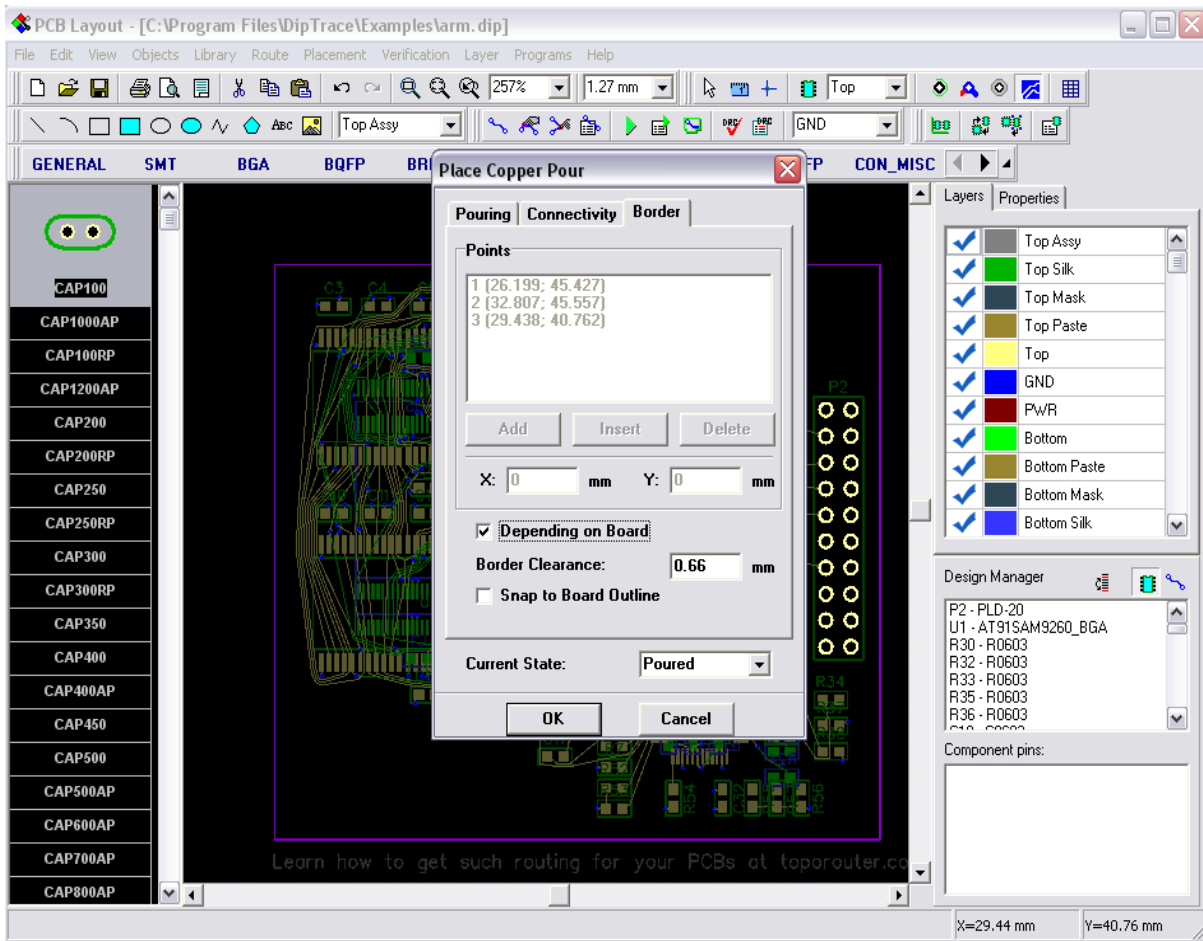 PCB Layout - [C:\Program Files\DipTrace\Examples\arm.dip]
File Edit View Objects Library Route Placement Verification Layer Programs Help
257% 1.27 mm Top
ABC Top Assy DRC DRC GND
GENERAL SMT BGA BQFP CON_MISC
Place Copper Pour
Pouring Connectivity Border
Points
1 (26.199; 45.427)
2 (32.807; 45.557)
3 (29.438; 40.762)
Add Insert Delete
X: 0 mm Y: 0 mm
Depending on Board
Border Clearance: 0.66 mm
Snap to Board Outline
Current State: Poured
OK Cancel
CAP100
CAP1000AP
CAP100RP
CAP1200AP
CAP200
CAP200RP
CAP250
CAP250RP
CAP300
CAP300RP
CAP350
CAP400
CAP400AP
CAP450
CAP500
CAP500AP
CAP600AP
CAP700AP
CAP800AP
C3 C4
P2
C11
R34
R54 C32 R56
Learn how to get such routing for your PCBs at toporouter.co
Layers Properties
Top Assy
Top Silk
Top Mask
Top Paste
Top
GND
PWR
Bottom
Bottom Paste
Bottom Mask
Bottom Silk
Design Manager
P2 - PLD-20
U1 - AT91SAM9260_BGA
R30 - R0603
R32 - R0603
R33 - R0603
R35 - R0603
R36 - R0603
Component pins:
X=29.44 mm Y=40.76 mm